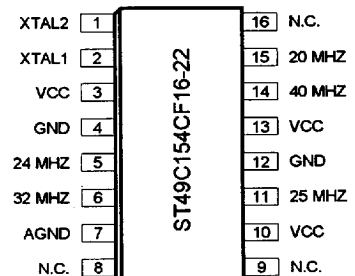 XTAL2 1 16 N.C.
XTAL1 2 15 20 MHZ
VCC 3 14 40 MHZ
GND 4 13 VCC
24 MHZ 5 12 GND
32 MHZ 6 11 25 MHZ
AGND 7 10 VCC
N.C. 8 9 N.C.
ST49C154CF16-22